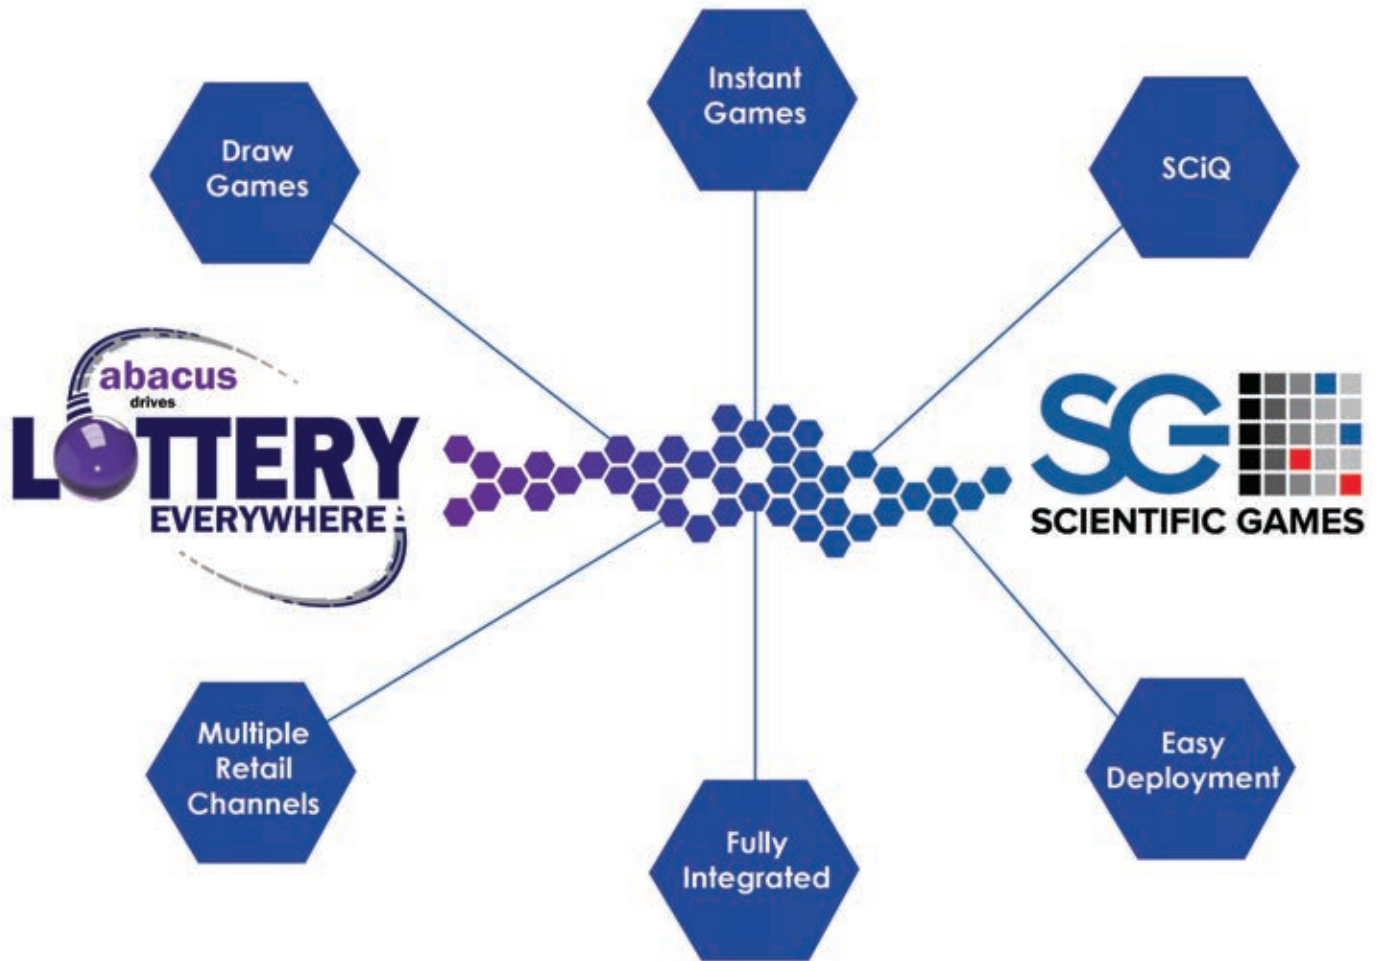 Instant
Games
Draw
Games
SCiQ
abacus
drives
LOTTERY
EVERYWHERE
SG
SCIENTIFIC GAMES
Multiple
Retail
Channels
Easy
Deployment
Fully
Integrated